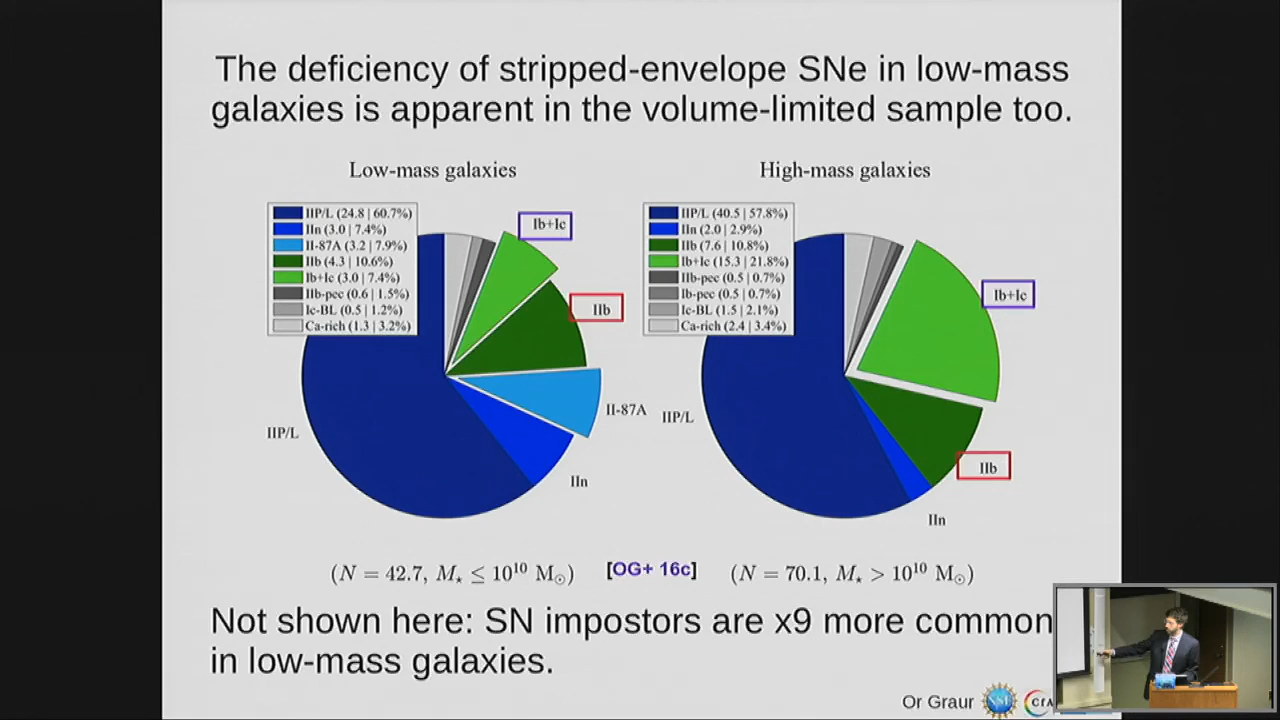 The deficiency of stripped-envelope SNe in low-mass
galaxies is apparent in the volume-limited sample too.
Low-mass galaxies
IIP/L (24.8 | 60.7%)
IIn (3.0 | 7.4%)
II-87A (3.2 | 7.9%)
IIb (4.3 | 10.6%)
Ib+Ic (3.0 | 7.4%)
IIb-pec (0.6 | 1.5%)
Ic-BL (0.5 | 1.2%)
Ca-rich (1.3 | 3.2%)
Ib+Ic
IIb
II-87A
IIn
IIP/L
High-mass galaxies
IIP/L (40.5 | 57.8%)
IIn (2.0 | 2.9%)
IIb (7.6 | 10.8%)
Ib+Ic (15.3 | 21.8%)
IIb-pec (0.5 | 0.7%)
Ib-pec (0.5 | 0.7%)
Ic-BL (1.5 | 2.1%)
Ca-rich (2.4 | 3.4%)
Ib+Ic
IIb
IIn
IIP/L
(N = 42.7, M⋆ ≤ 10¹⁰ M⊙) [OG+ 16c] (N = 70.1, M⋆ > 10¹⁰ M⊙)
Not shown here: SN impostors are x9 more common
in low-mass galaxies.
Or Graur NSF CfA